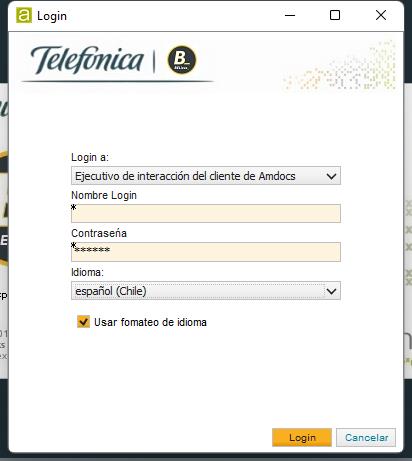 Login
Telefónica
B_
Login a:
Ejecutivo de interacción del cliente de Amdocs
Nombre Login
*
Contraseña
*
******
Idioma:
español (Chile)
Usar fomateo de idioma
Login
Cancelar